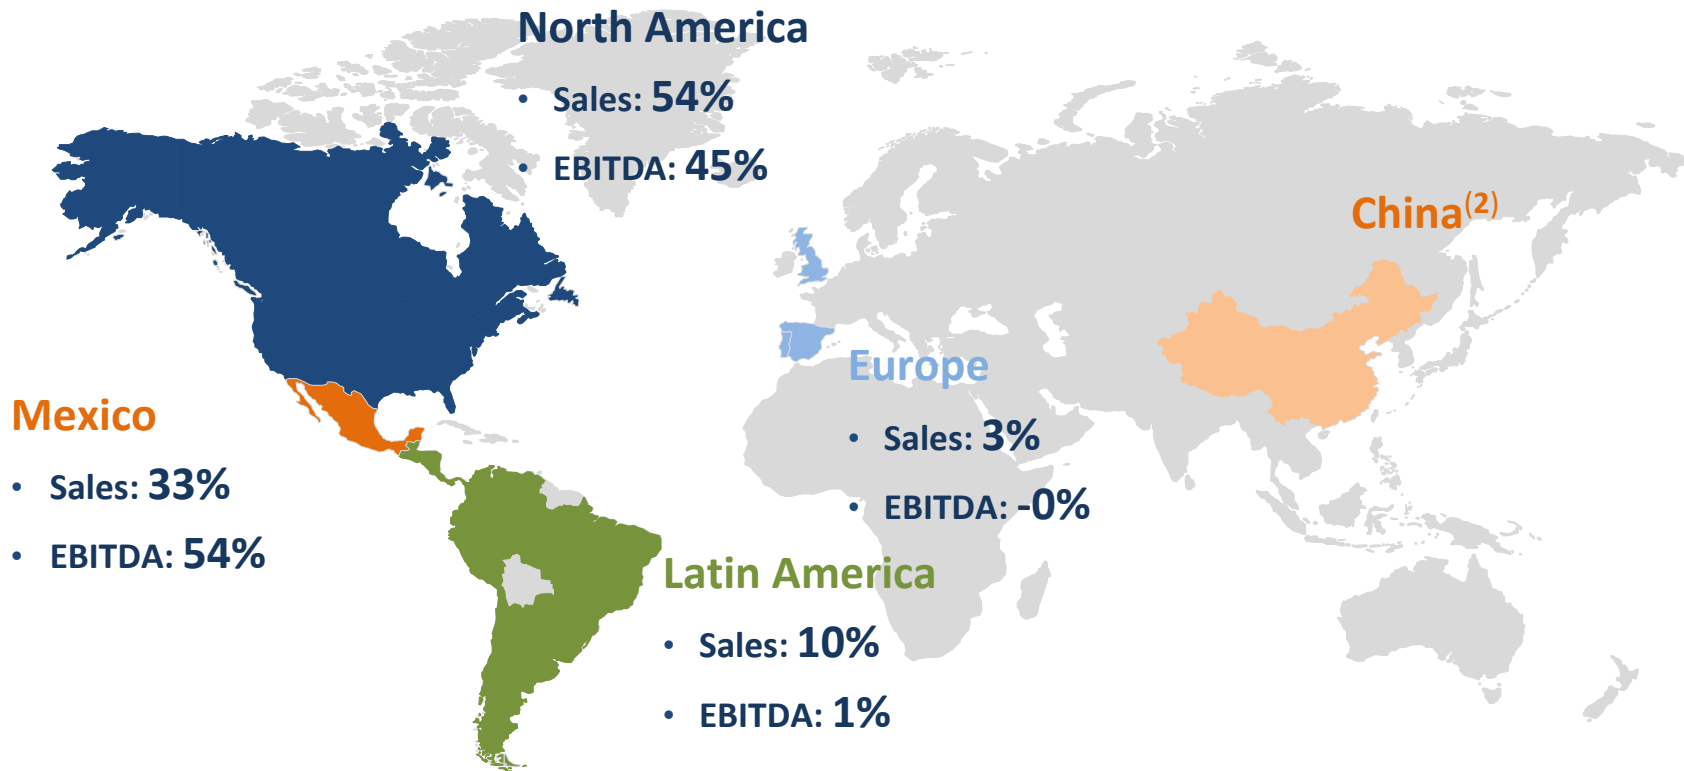 North America
• Sales: 54%
• EBITDA: 45%
China(2)
Europe
• Sales: 3%
• EBITDA: -0%
Mexico
• Sales: 33%
• EBITDA: 54%
Latin America
• Sales: 10%
• EBITDA: 1%